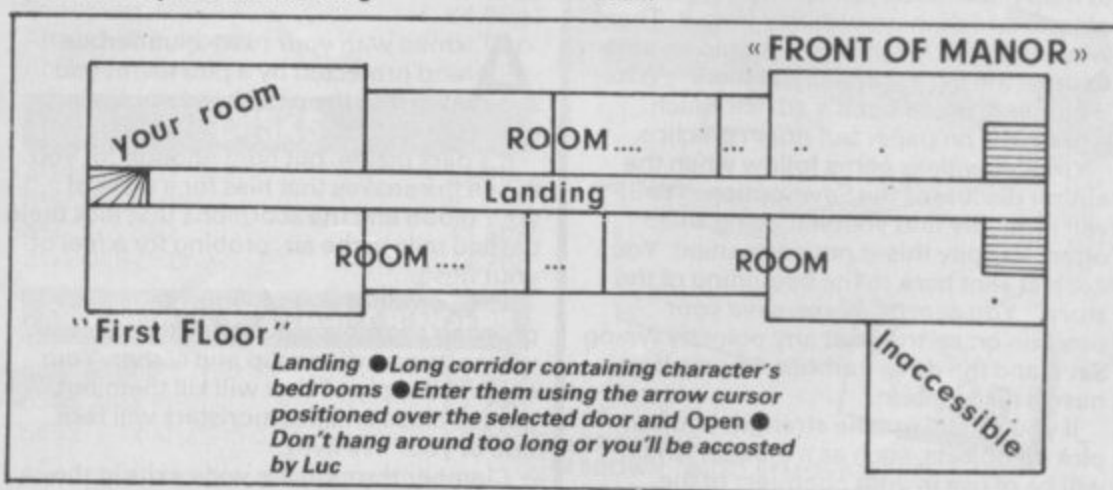 «FRONT OF MANOR»
your room
ROOM.... ... ...
Landing
ROOM..... ... ROOM
"First FLoor"
Inaccessible
Landing ●Long corridor containing character's
bedrooms ●Enter them using the arrow cursor
positioned over the selected door and Open ●
Don't hang around too long or you'll be accosted
by Luc